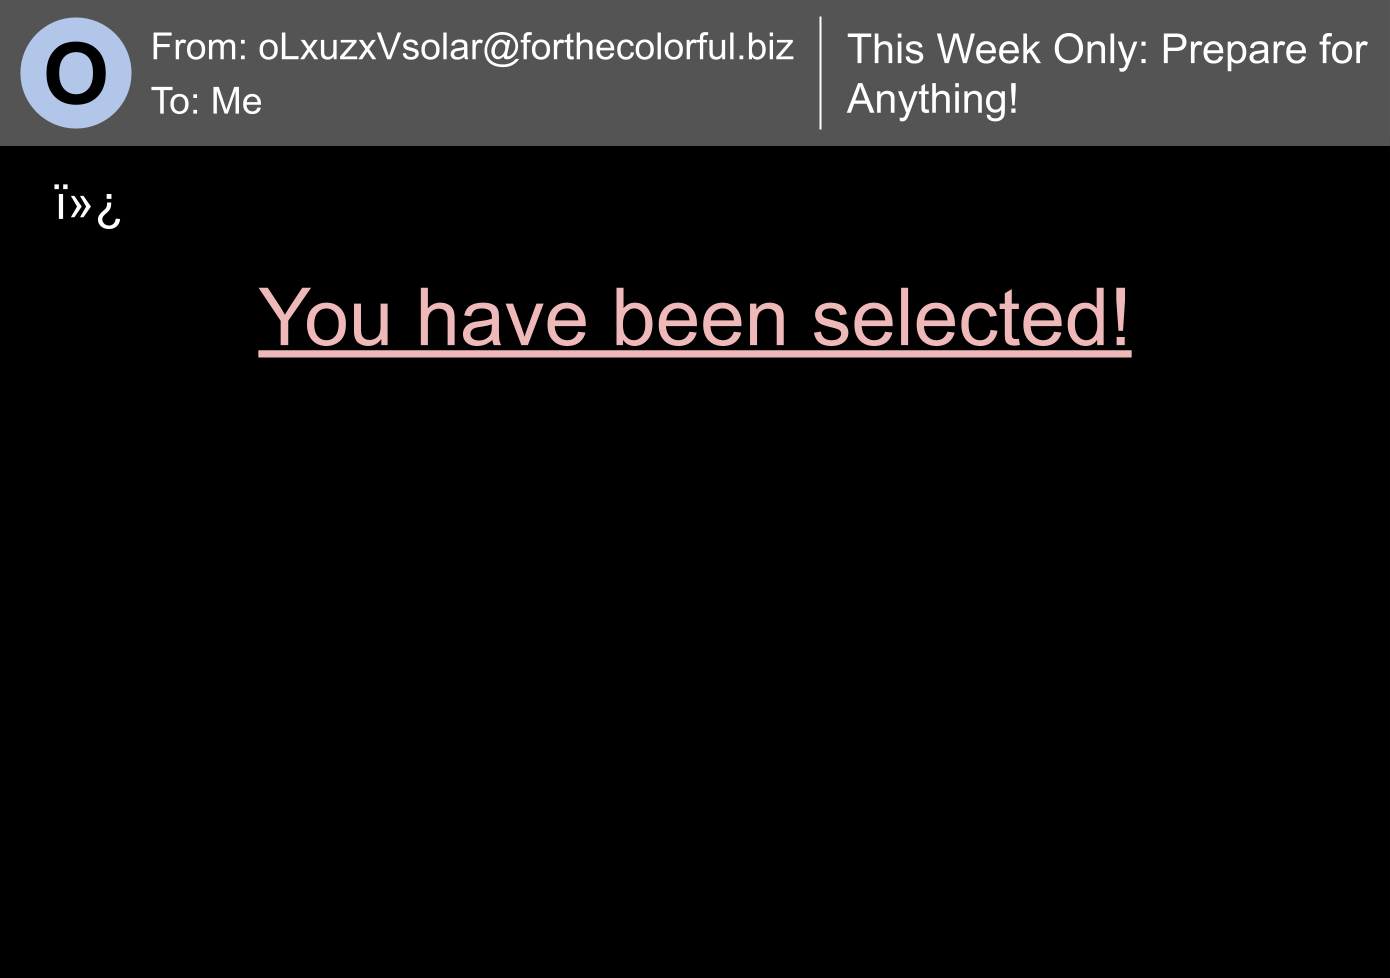 O
From: oLxuzxVsolar@forthecolorful.biz
To: Me
This Week Only: Prepare for
Anything!
ï»¿
You have been selected!